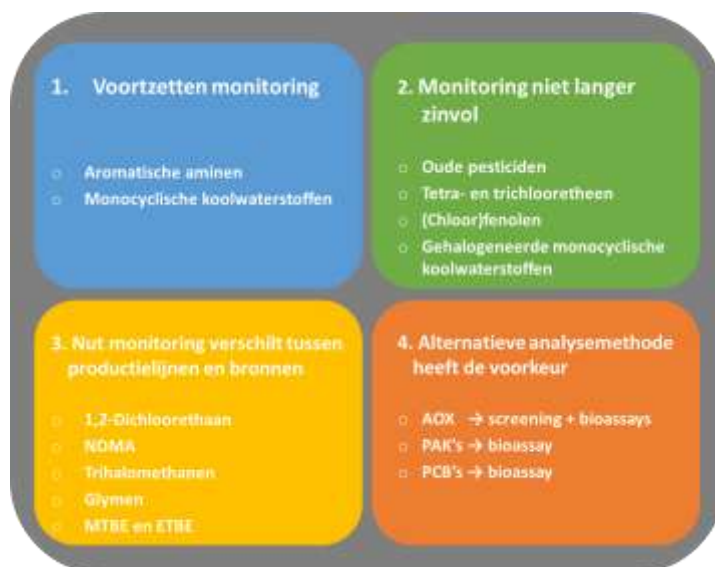 1. Voortzetten monitoring
○ Aromatische aminen
○ Monocyclische koolwaterstoffen
2. Monitoring niet langer
zinvol
○ Oude pesticiden
○ Tetra- en trichlooretheen
○ (Chloor)fenolen
○ Gehalogeneerde monocyclische
koolwaterstoffen
3. Nut monitoring verschilt tussen
productielijnen en bronnen
○ 1,2-Dichloorethaan
○ NDMA
○ Trihalomethanen
○ Glymen
○ MTBE en ETBE
4. Alternatieve analysemethode
heeft de voorkeur
○ AOX → screening + bioassays
○ PAK's → bioassay
○ PCB's → bioassay